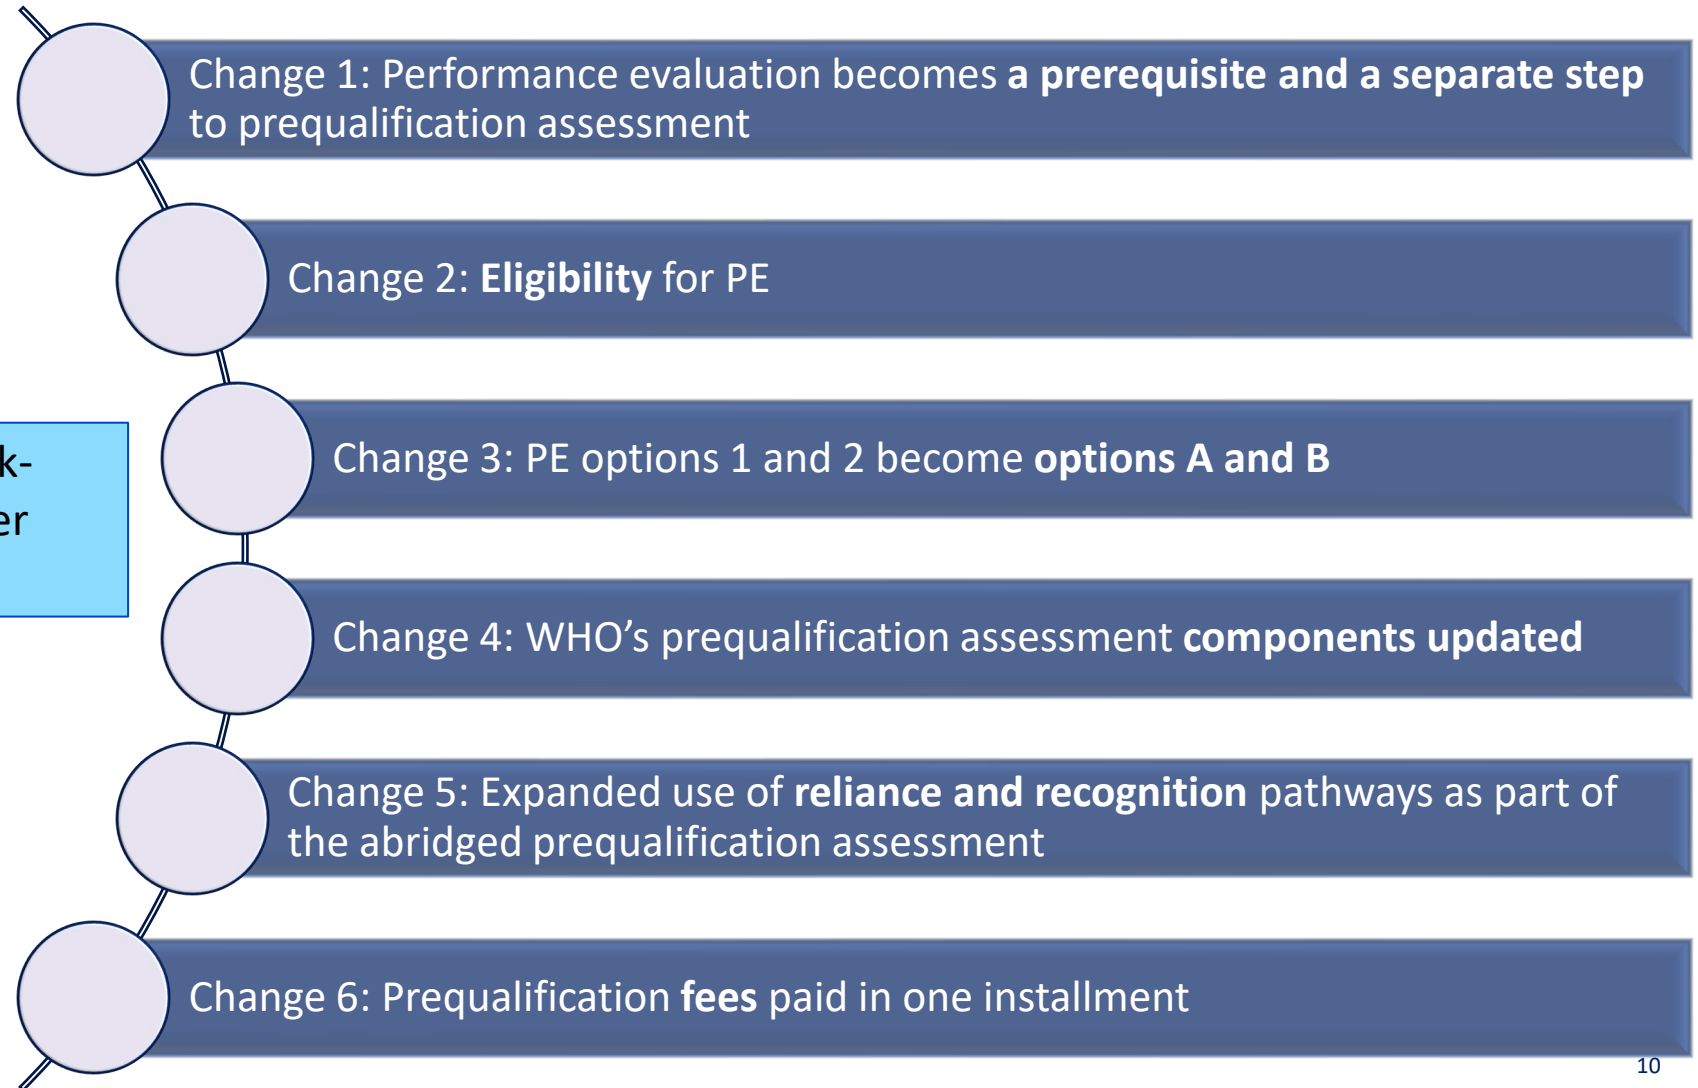 Change 1: Performance evaluation becomes a prerequisite and a separate step
to prequalification assessment
Change 2: Eligibility for PE
k-
er
Change 3: PE options 1 and 2 become options A and B
Change 4: WHO’s prequalification assessment components updated
Change 5: Expanded use of reliance and recognition pathways as part of
the abridged prequalification assessment
Change 6: Prequalification fees paid in one installment
10